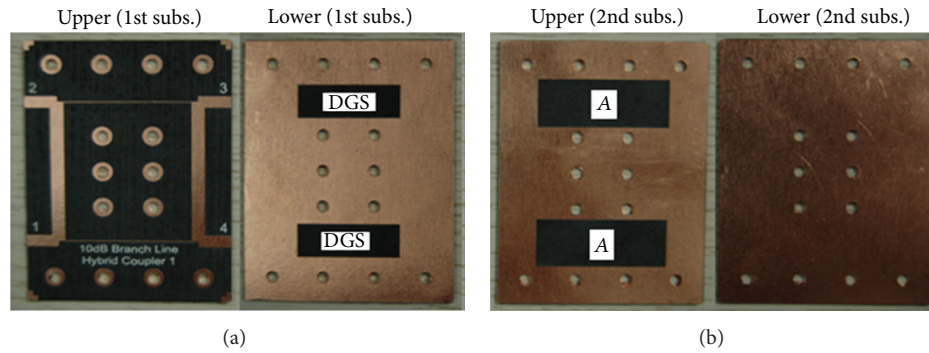 Upper (1st subs.) Lower (1st subs.) Upper (2nd subs.) Lower (2nd subs.)
2 3
DGS
A
1 4
10dB Branch Line
Hybrid Coupler 1
DGS
A
(a) (b)